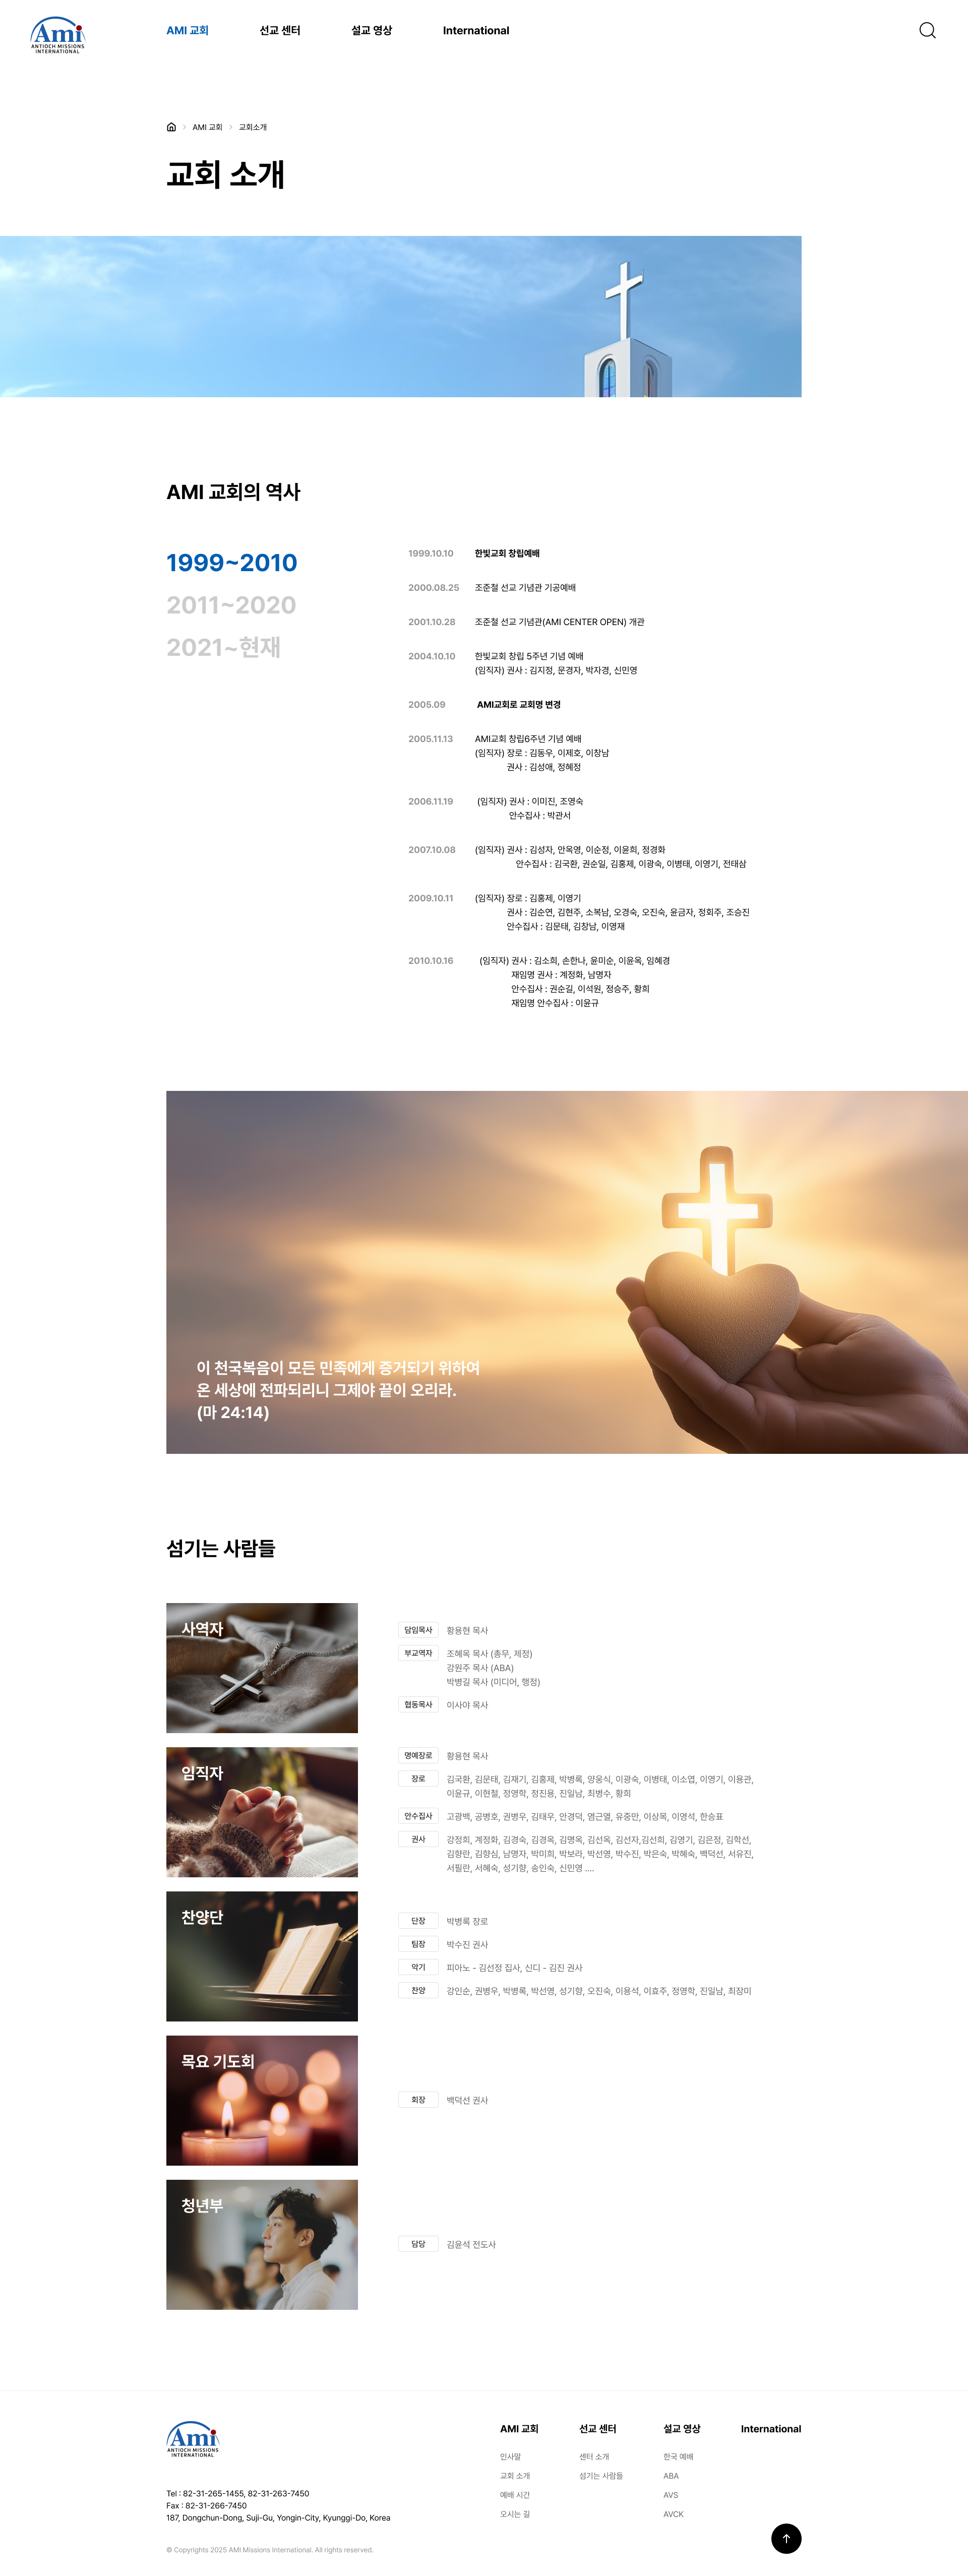 Ami
ANTIOCH MISSIONS
INTERNATIONAL
AMI 교회
선교 센터
설교 영상
International
AMI 교회
교회소개
교회 소개
AMI 교회의 역사
1999~2010
2011~2020
2021~현재
1999.10.10 한빛교회 창립예배
2000.08.25 조준철 선교 기념관 기공예배
2001.10.28 조준철 선교 기념관(AMI CENTER OPEN) 개관
2004.10.10 한빛교회 창립 5주년 기념 예배
(임직자) 권사 : 김지정, 문경자, 박자경, 신민영
2005.09 AMI교회로 교회명 변경
2005.11.13 AMI교회 창립6주년 기념 예배
(임직자) 장로 : 김동우, 이제호, 이창남
권사 : 김성애, 정혜정
2006.11.19 (임직자) 권사 : 이미진, 조영숙
안수집사 : 박관서
2007.10.08 (임직자) 권사 : 김성자, 안옥영, 이순정, 이윤희, 정경화
안수집사 : 김국환, 권순일, 김홍제, 이광숙, 이병태, 이영기, 전태삼
2009.10.11 (임직자) 장로 : 김홍제, 이영기
권사 : 김순연, 김현주, 소복남, 오경숙, 오진숙, 윤금자, 정회주, 조승진
안수집사 : 김문태, 김창남, 이영재
2010.10.16 (임직자) 권사 : 김소희, 손한나, 윤미순, 이윤옥, 임혜경
재임명 권사 : 계정화, 남명자
안수집사 : 권순길, 이석원, 정승주, 황희
재임명 안수집사 : 이윤규
이 천국복음이 모든 민족에게 증거되기 위하여
온 세상에 전파되리니 그제야 끝이 오리라.
(마 24:14)
섬기는 사람들
사역자
담임목사 황용현 목사
부교역자 조혜옥 목사 (총무, 제정)
강원주 목사 (ABA)
박병길 목사 (미디어, 행정)
협동목사 이사야 목사
임직자
명예장로 황용현 목사
장로 김국환, 김문태, 김재기, 김홍제, 박병록, 양웅식, 이광숙, 이병태, 이소엽, 이영기, 이용관,
이윤규, 이현철, 정영학, 정진용, 진일남, 최병수, 황희
안수집사 고광백, 공병호, 권병우, 김태우, 안경덕, 염근열, 유중만, 이삼목, 이영석, 한승표
권사 강정희, 계정화, 김경숙, 김경옥, 김명옥, 김선옥, 김선자,김선희, 김영기, 김은정, 김학선,
김향란, 김향심, 남명자, 박미희, 박보라, 박선영, 박수진, 박은숙, 박혜숙, 백덕선, 서유진,
서필란, 서혜숙, 성기향, 송인숙, 신민영 ....
찬양단
단장 박병록 장로
팀장 박수진 권사
악기 피아노 - 김선정 집사, 신디 - 김진 권사
찬양 강인순, 권병우, 박병록, 박선영, 성기향, 오진숙, 이용석, 이효주, 정영학, 진일남, 최장미
목요 기도회
회장 백덕선 권사
청년부
담당 김윤석 전도사
Ami
ANTIOCH MISSIONS
INTERNATIONAL
Tel : 82-31-265-1455, 82-31-263-7450
Fax : 82-31-266-7450
187, Dongchun-Dong, Suji-Gu, Yongin-City, Kyunggi-Do, Korea
© Copyrights 2025 AMI Missions International. All rights reserved.
AMI 교회
인사말
교회 소개
예배 시간
오시는 길
선교 센터
센터 소개
섬기는 사람들
설교 영상
한국 예배
ABA
AVS
AVCK
International